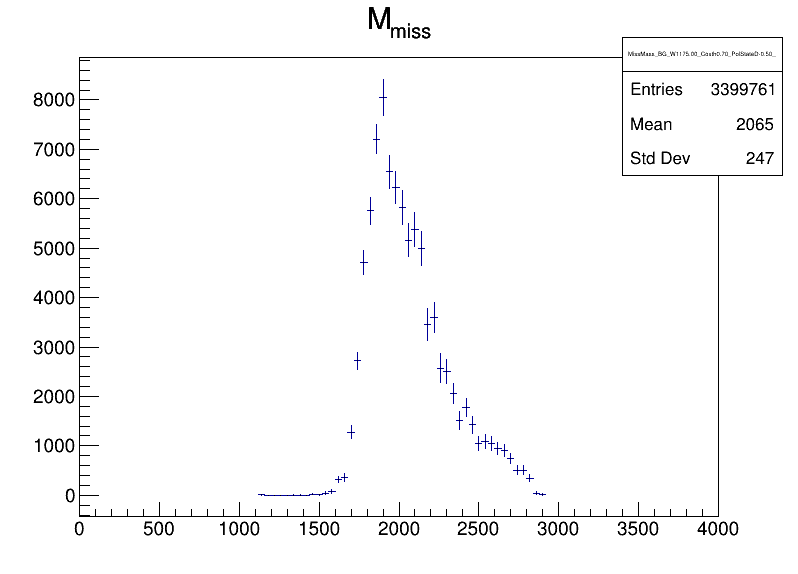 M_miss
MissMass_BG_W1175.00_Costh0.70_PolStateD-0.50_
Entries 3399761
Mean 2065
Std Dev 247
8000
7000
6000
5000
4000
3000
2000
1000
0
0 500 1000 1500 2000 2500 3000 3500 4000